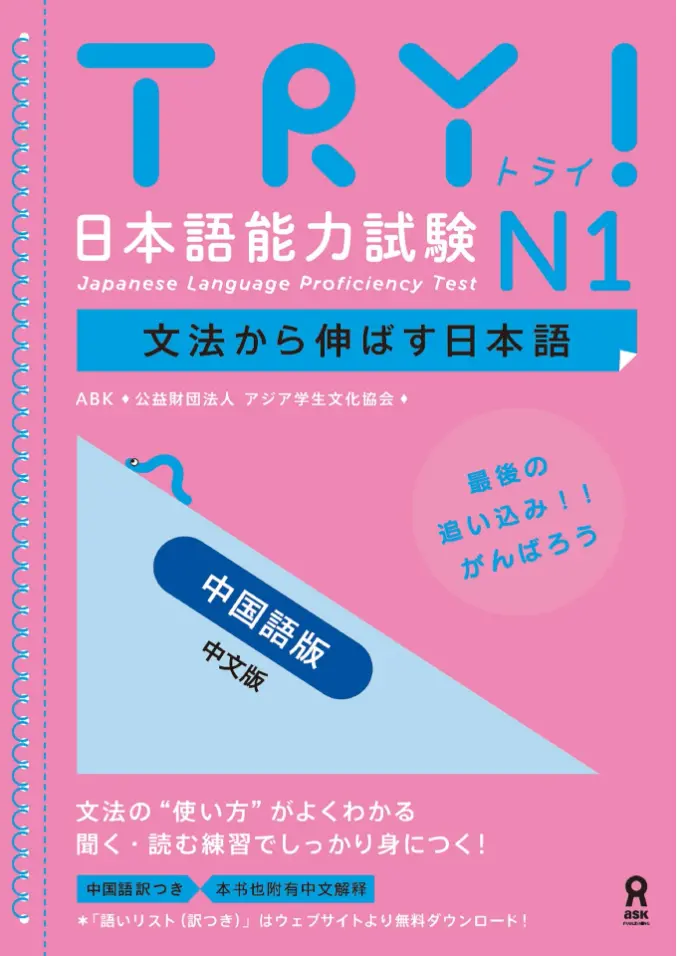 TRY!
トライ
日本語能力試験 N1
Japanese Language Proficiency Test
文法から伸ばす日本語
ABK ♦ 公益財団法人 アジア学生文化協会 ♦
最後の
追い込み！！
がんばろう
中国語版
中文版
文法の“使い方”がよくわかる
聞く・読む練習でしっかり身につく！
中国語訳つき 本书也附有中文解释
＊「語いリスト（訳つき）」はウェブサイトより無料ダウンロード！
ask
PUBLISHING